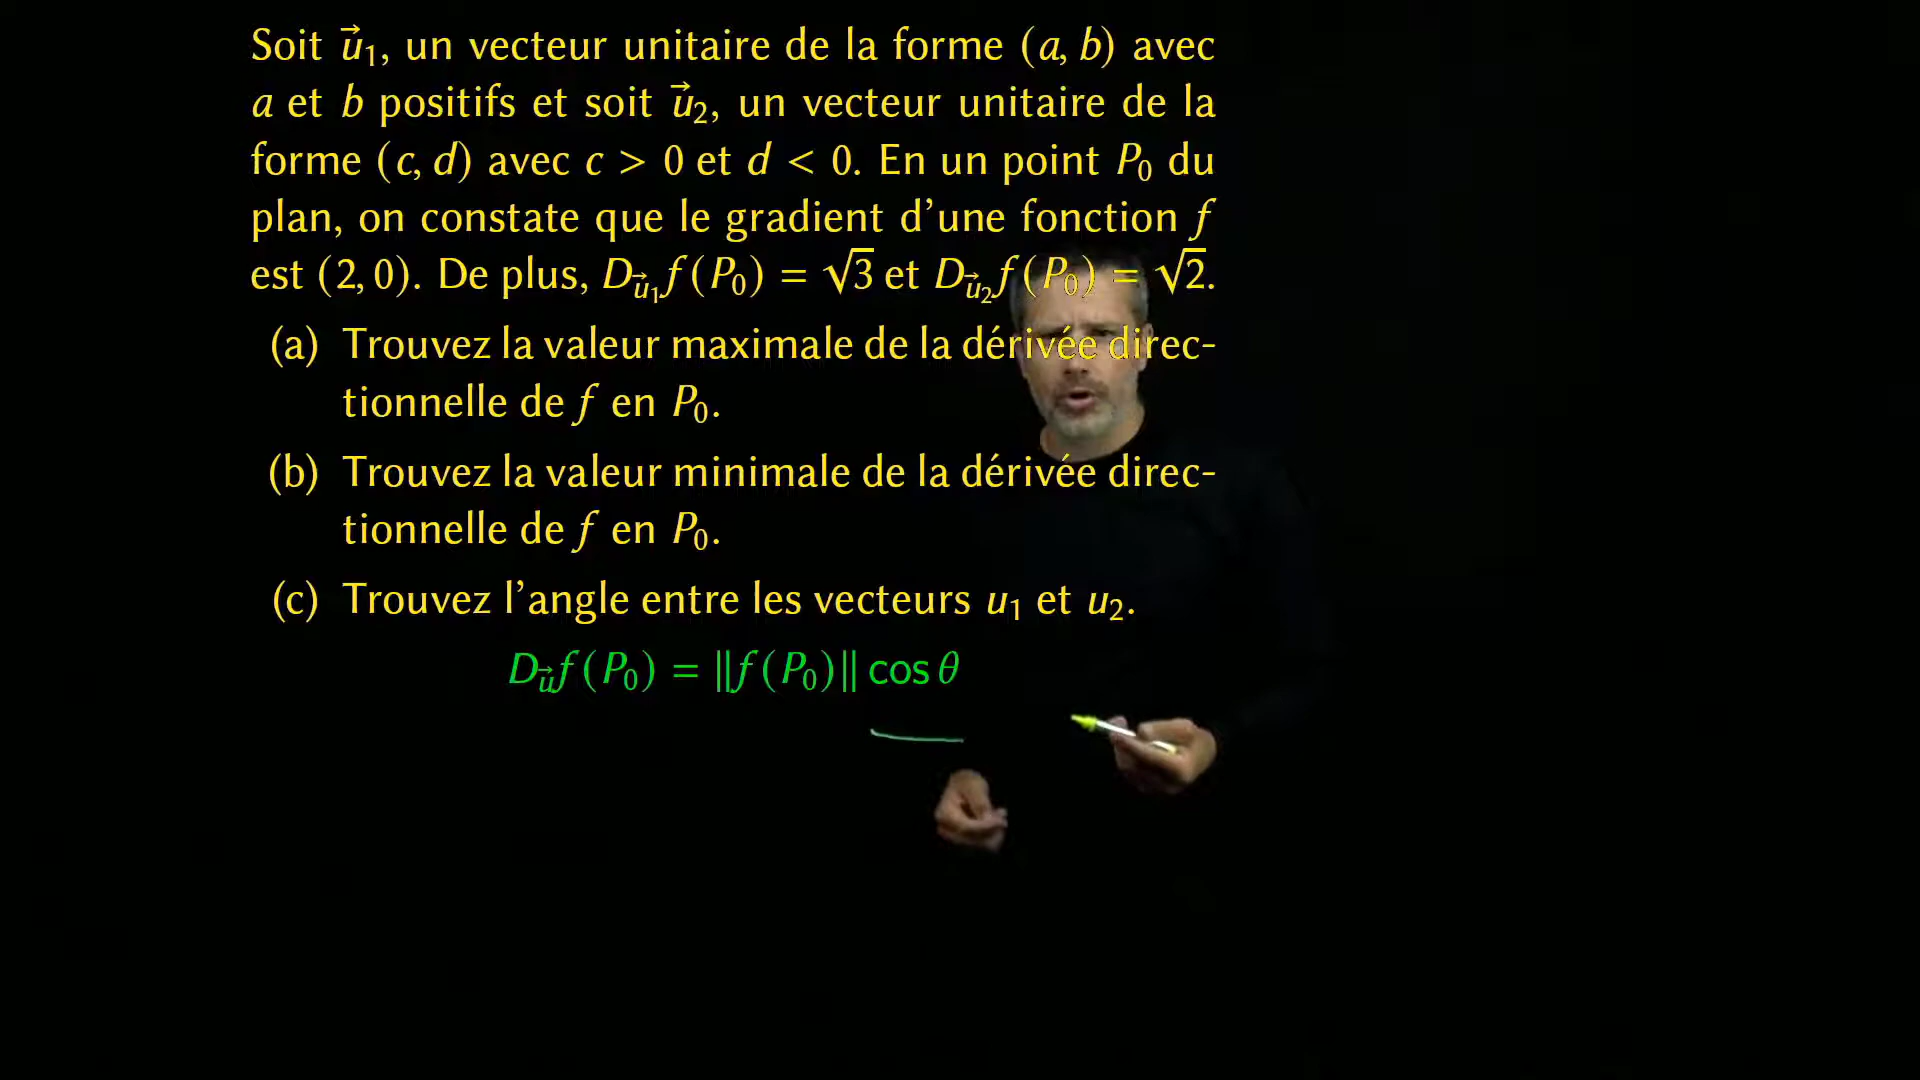 Soit u⃗₁, un vecteur unitaire de la forme (a, b) avec
a et b positifs et soit u⃗₂, un vecteur unitaire de la
forme (c, d) avec c > 0 et d < 0. En un point P₀ du
plan, on constate que le gradient d’une fonction f
est (2, 0). De plus, D_u⃗₁ f (P₀) = √3 et D_u⃗₂ f (P₀) = √2.
(a) Trouvez la valeur maximale de la dérivée direc-
tionnelle de f en P₀.
(b) Trouvez la valeur minimale de la dérivée direc-
tionnelle de f en P₀.
(c) Trouvez l’angle entre les vecteurs u₁ et u₂.
D_u⃗ f (P₀) = ‖f (P₀)‖ cos θ